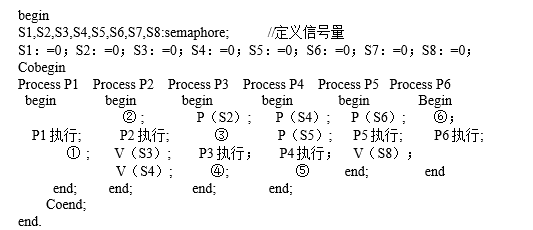 begin
S1,S2,S3,S4,S5,S6,S7,S8:semaphore; //定义信号量
S1：=0；S2：=0；S3：=0；S4：=0；S5：=0；S6：=0；S7：=0；S8：=0；
Cobegin
Process P1 Process P2 Process P3 Process P4 Process P5 Process P6
begin begin begin begin begin Begin
②； P（S2）； P（S4）； P（S6）； ⑥；
P1执行; P2执行; ③ P（S5）； P5执行; P6执行;
①； V（S3）； P3执行； P4执行； V（S8）；
V（S4）； ④； ⑤ end; end
end; end; end; end;
Coend;
end.